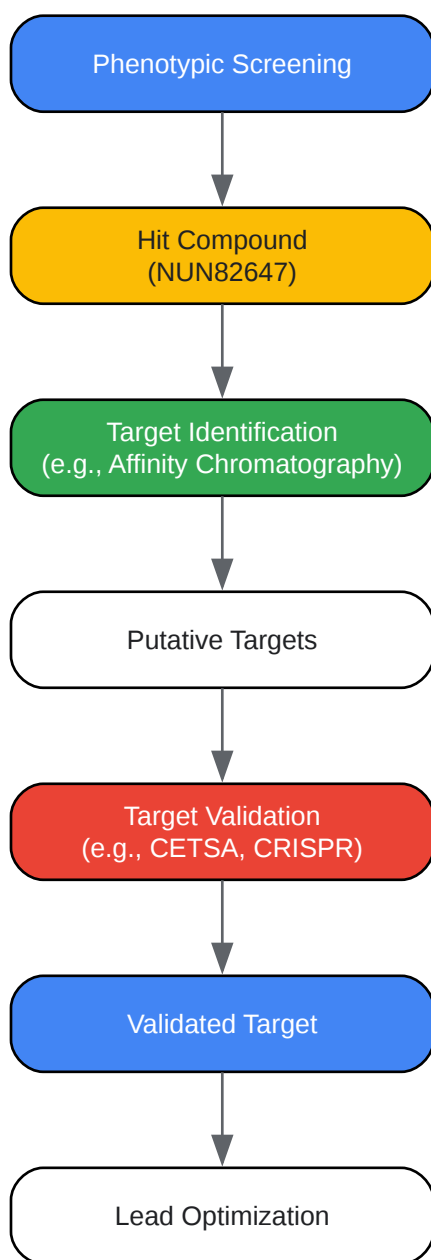 Phenotypic Screening
Hit Compound
(NUN82647)
Target Identification
(e.g., Affinity Chromatography)
Putative Targets
Target Validation
(e.g., CETSA, CRISPR)
Validated Target
Lead Optimization